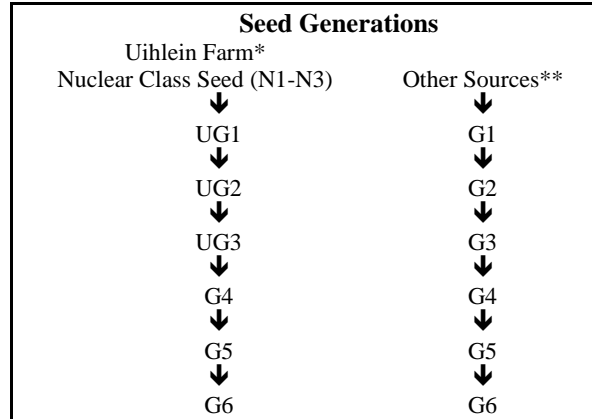 Seed Generations
Uihlein Farm*
Nuclear Class Seed (N1-N3) Other Sources**
UG1 G1
UG2 G2
UG3 G3
G4 G4
G5 G5
G6 G6